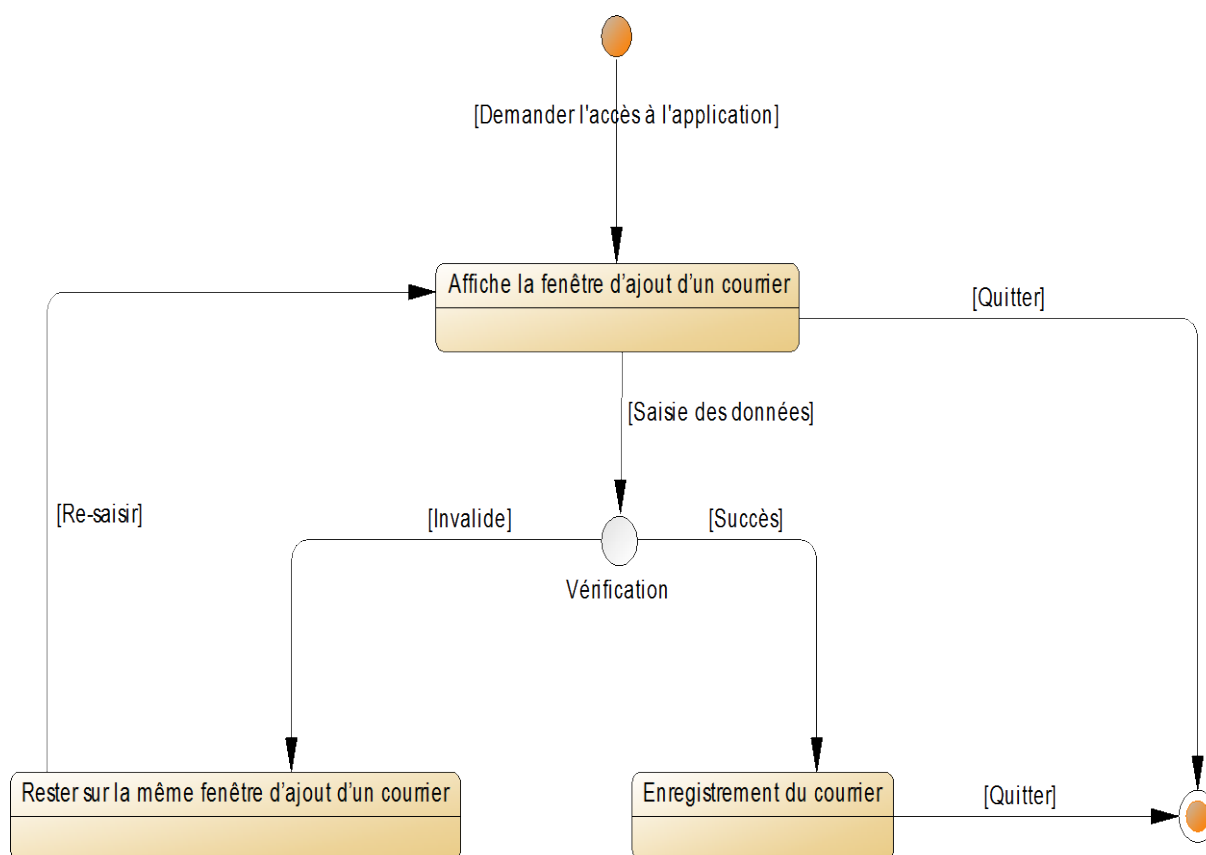 [Demander l'accès à l'application]
Affiche la fenêtre d'ajout d'un courrier
[Quitter]
[Saisie des données]
[Re-saisir]
[Invalide]
[Succès]
Vérification
Rester sur la même fenêtre d'ajout d'un courrier
Enregistrement du courrier
[Quitter]